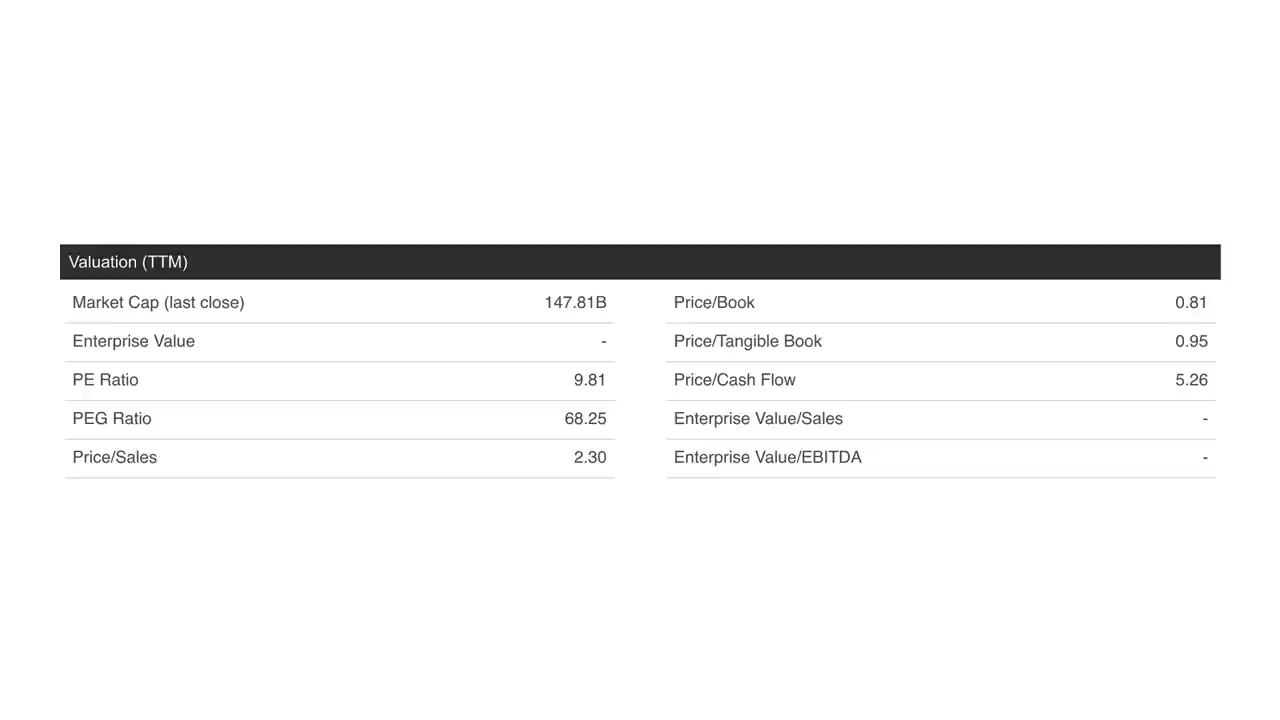 Valuation (TTM)
Market Cap (last close) 147.81B
Enterprise Value -
PE Ratio 9.81
PEG Ratio 68.25
Price/Sales 2.30
Price/Book 0.81
Price/Tangible Book 0.95
Price/Cash Flow 5.26
Enterprise Value/Sales -
Enterprise Value/EBITDA -